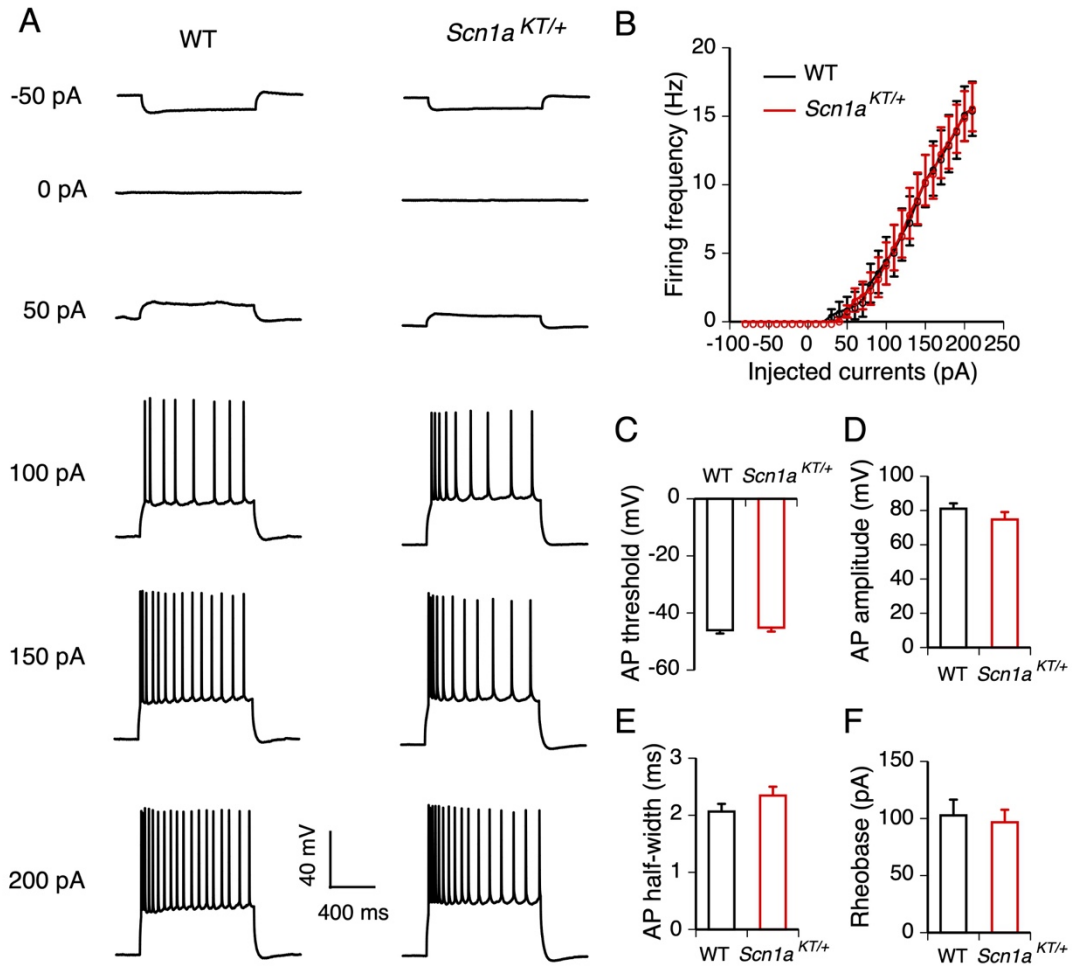 A
WT
Scn1a KT/+
-50 pA
0 pA
50 pA
100 pA
150 pA
200 pA
40 mV
400 ms
B
20
15
10
5
0
Firing frequency (Hz)
WT
Scn1a KT/+
-100 -50 0 50 100 150 200 250
Injected currents (pA)
C
WT Scn1a KT/+
0
-20
-40
-60
AP threshold (mV)
D
100
80
60
40
20
0
AP amplitude (mV)
WT Scn1a KT/+
E
3
2
1
0
AP half-width (ms)
WT Scn1a KT/+
F
150
100
50
0
Rheobase (pA)
WT Scn1a KT/+